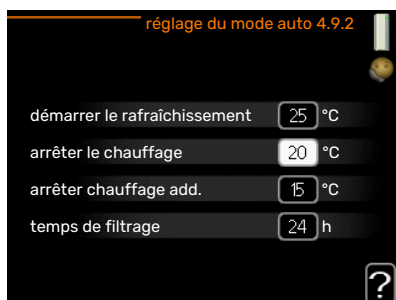 réglage du mode auto 4.9.2
démarrer le rafraîchissement 25 °C
arrêter le chauffage 20 °C
arrêter chauffage add. 15 °C
temps de filtrage 24 h
?